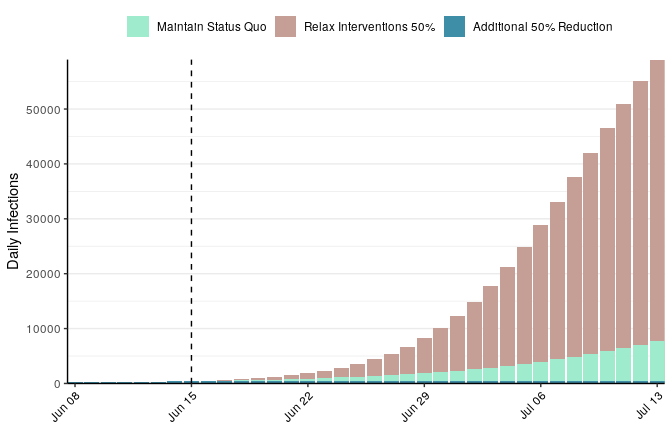 Maintain Status Quo Relax Interventions 50% Additional 50% Reduction
Daily Infections
50000
40000
30000
20000
10000
0
Jun 08 Jun 15 Jun 22 Jun 29 Jul 06 Jul 13